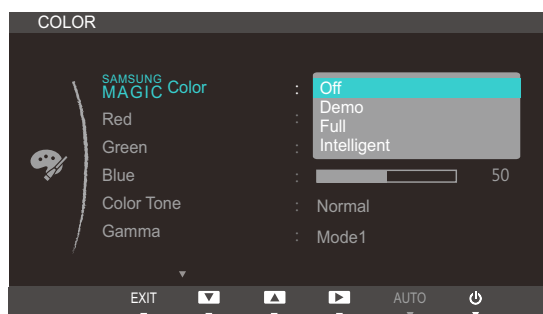 COLOR
SAMSUNG
MAGIC Color : Off
Demo
Red :
Full
Green : Intelligent
Blue : 50
Color Tone : Normal
Gamma : Mode1
EXIT AUTO